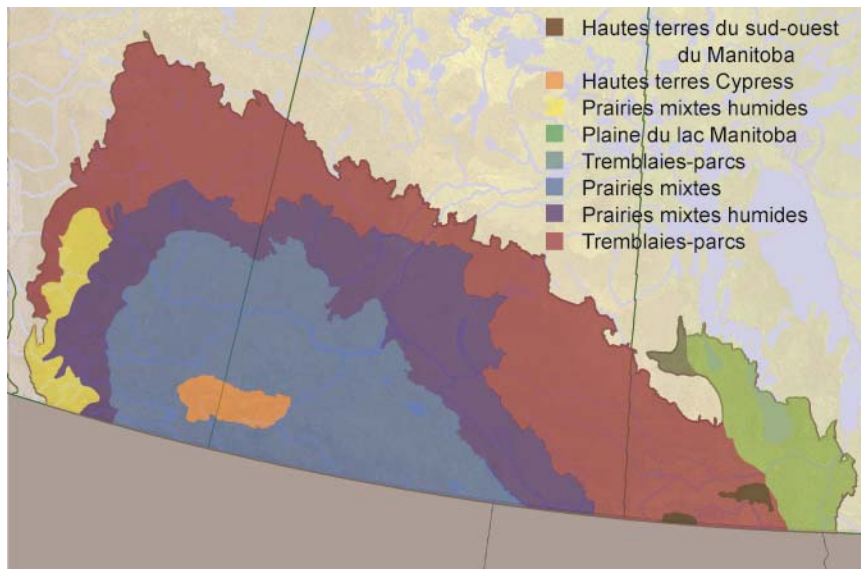 Hautes terres du sud-ouest
du Manitoba
Hautes terres Cypress
Prairies mixtes humides
Plaine du lac Manitoba
Tremblaies-parcs
Prairies mixtes
Prairies mixtes humides
Tremblaies-parcs